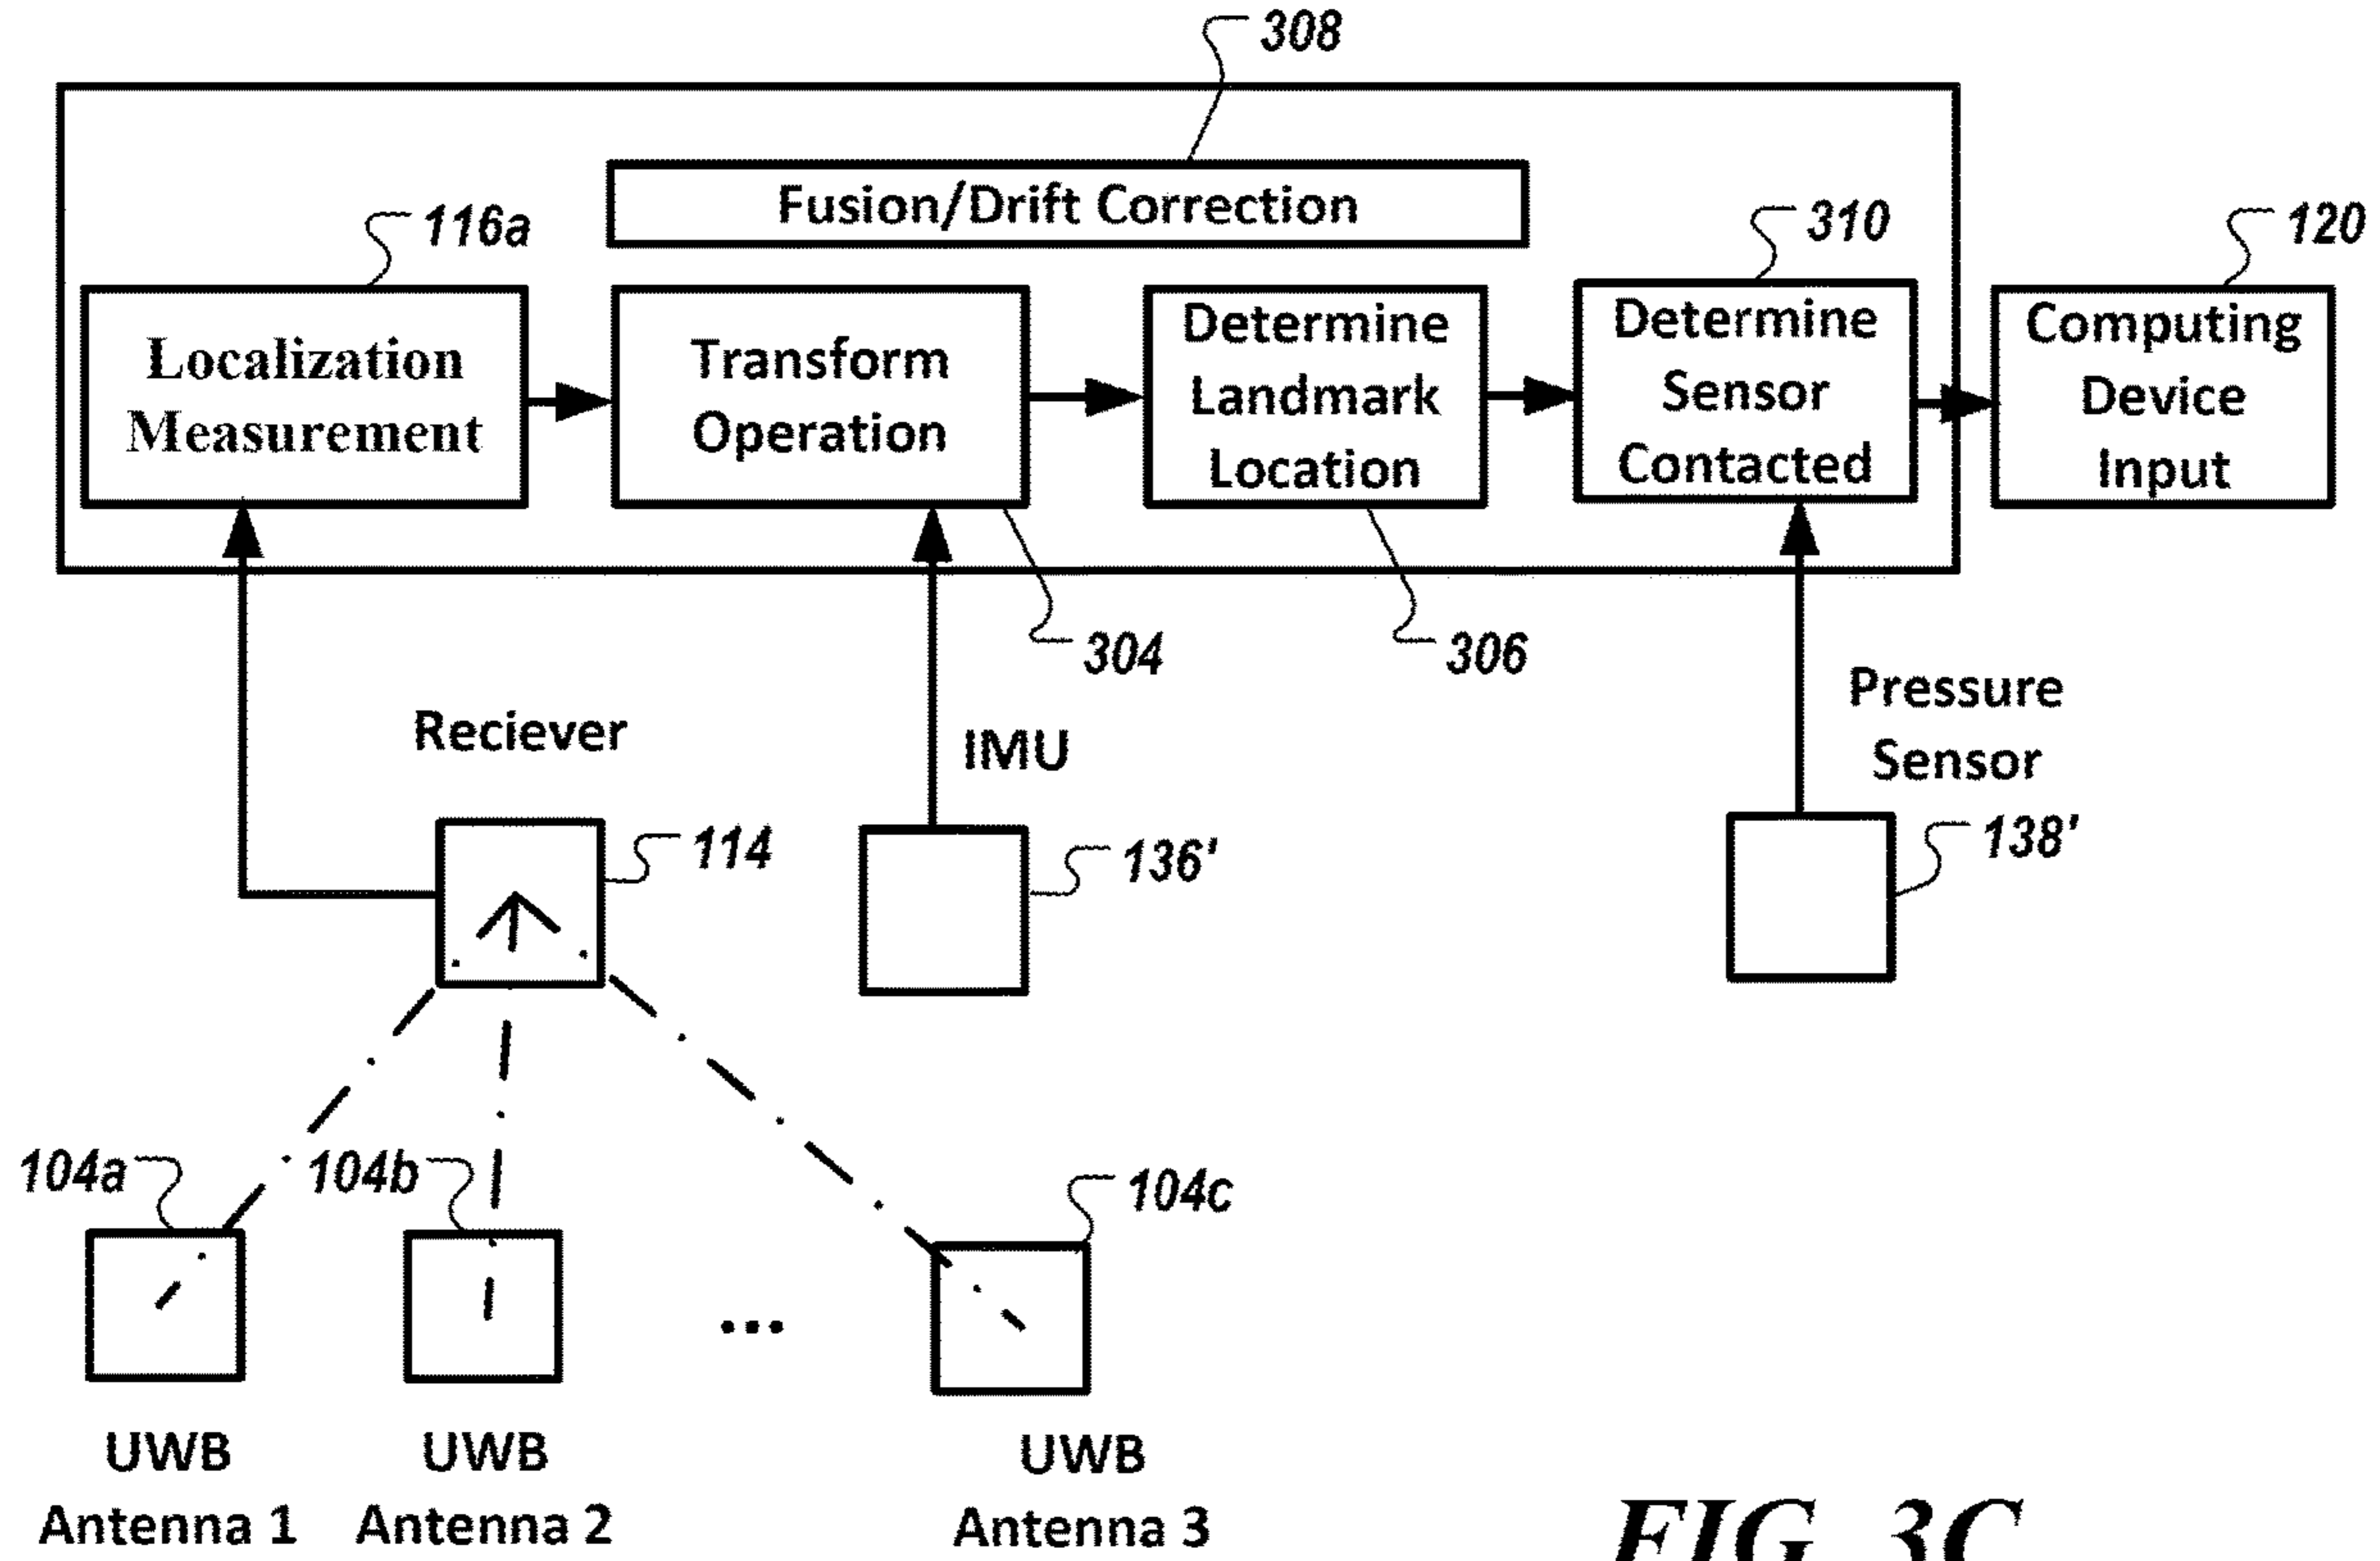 308
Fusion/Drift Correction
116a
310
120
Localization
Measurement
Transform
Operation
Determine
Landmark
Location
Determine
Sensor
Contacted
Computing
Device
Input
304
306
Reciever
IMU
Pressure
Sensor
114
136'
138'
104a
104b
104c
...
UWB
Antenna 1
UWB
Antenna 2
UWB
Antenna 3
FIG. 3C